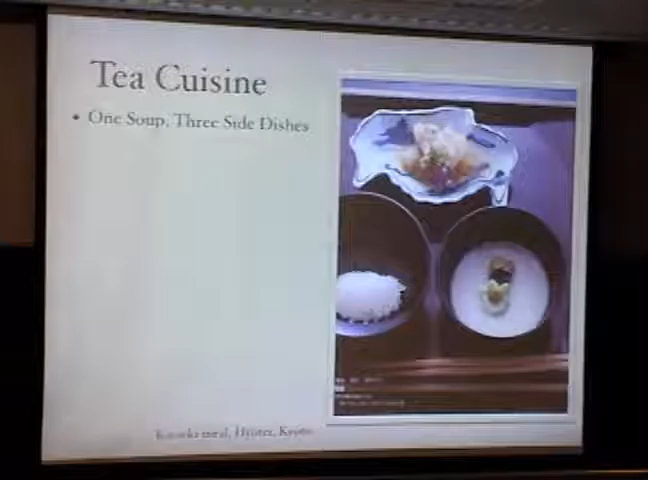 Tea Cuisine
• One Soup, Three Side Dishes
Kaiseki meal, Hyotei, Kyoto